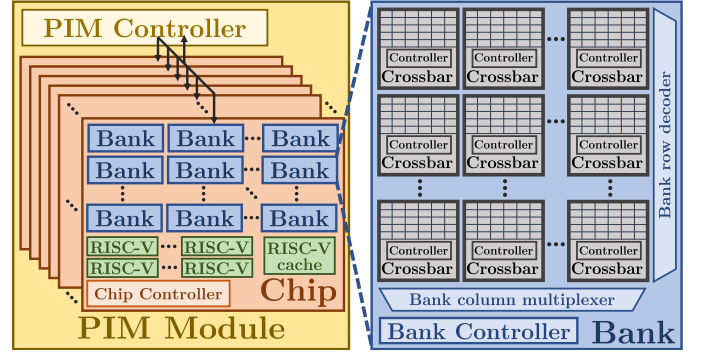 PIM Controller
Bank Bank Bank
Bank Bank Bank
Bank Bank Bank
RISC-V RISC-V RISC-V
cache
RISC-V RISC-V
Chip Controller Chip
PIM Module
Controller Controller Controller
Crossbar Crossbar Crossbar
Controller Controller Controller
Crossbar Crossbar Crossbar
Controller Controller Controller
Crossbar Crossbar Crossbar
Bank row decoder
Bank column multiplexer
Bank Controller Bank